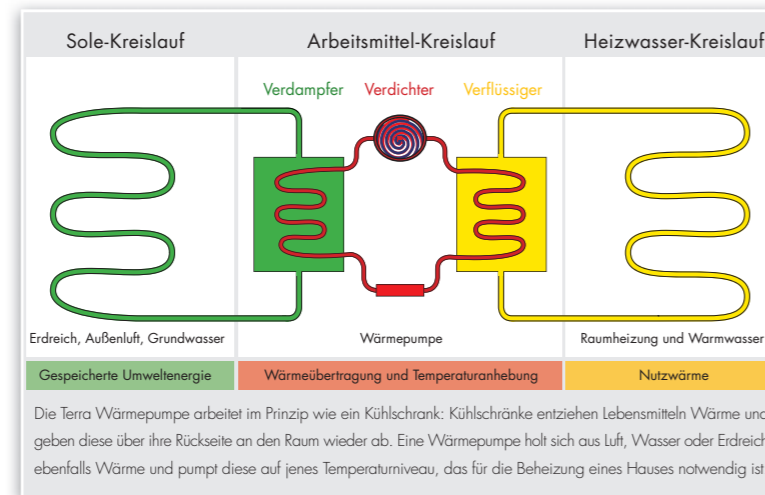 Sole-Kreislauf Arbeitsmittel-Kreislauf Heizwasser-Kreislauf
Verdampfer Verdichter Verflüssiger
Erdreich, Außenluft, Grundwasser Wärmepumpe Raumheizung und Warmwasser
Gespeicherte Umweltenergie Wärmeübertragung und Temperaturanhebung Nutzwärme
Die Terra Wärmepumpe arbeitet im Prinzip wie ein Kühlschrank: Kühlschränke entziehen Lebensmitteln Wärme und
geben diese über ihre Rückseite an den Raum wieder ab. Eine Wärmepumpe holt sich aus Luft, Wasser oder Erdreich
ebenfalls Wärme und pumpt diese auf jenes Temperaturniveau, das für die Beheizung eines Hauses notwendig ist